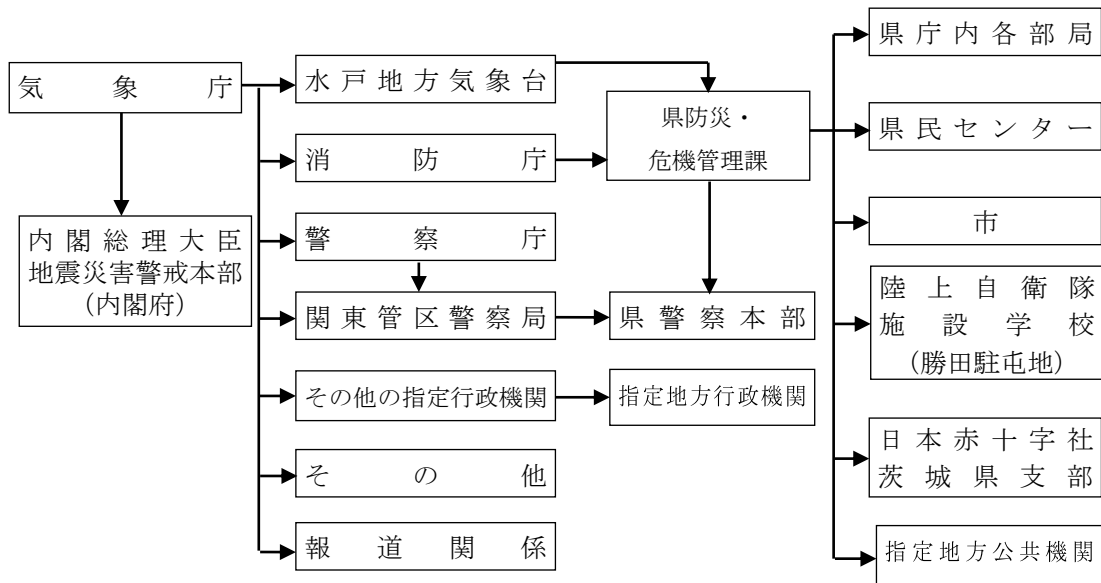 気象庁
内閣総理大臣
地震災害警戒本部
(内閣府)
水戸地方気象台
消防庁
警察庁
関東管区警察局
その他の指定行政機関
その他
報道関係
県防災・
危機管理課
県警察本部
指定地方行政機関
県庁内各部局
県民センター
市
陸上自衛隊
施設学校
(勝田駐屯地)
日本赤十字社
茨城県支部
指定地方公共機関